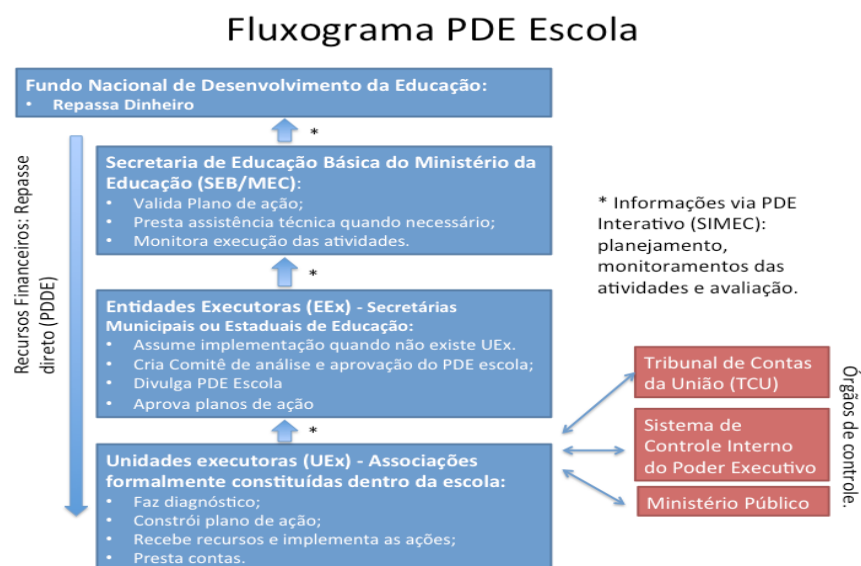 Fluxograma PDE Escola
Fundo Nacional de Desenvolvimento da Educação:
• Repassa Dinheiro
*
Recursos Financeiros: Repasse
direto (PDDE)
Secretaria de Educação Básica do Ministério da
Educação (SEB/MEC):
• Valida Plano de ação;
• Presta assistência técnica quando necessário;
• Monitora execução das atividades.
* Informações via PDE
Interativo (SIMEC):
planejamento,
monitoramentos das
atividades e avaliação.
*
Entidades Executoras (EEx) - Secretárias
Municipais ou Estaduais de Educação:
• Assume implementação quando não existe UEx.
• Cria Comitê de análise e aprovação do PDE escola;
• Divulga PDE Escola
• Aprova planos de ação
*
Unidades executoras (UEx) - Associações
formalmente constituídas dentro da escola:
• Faz diagnóstico;
• Constrói plano de ação;
• Recebe recursos e implementa as ações;
• Presta contas.
Tribunal de Contas
da União (TCU)
Sistema de
Controle Interno
do Poder Executivo
Ministério Público
Órgãos de controle.